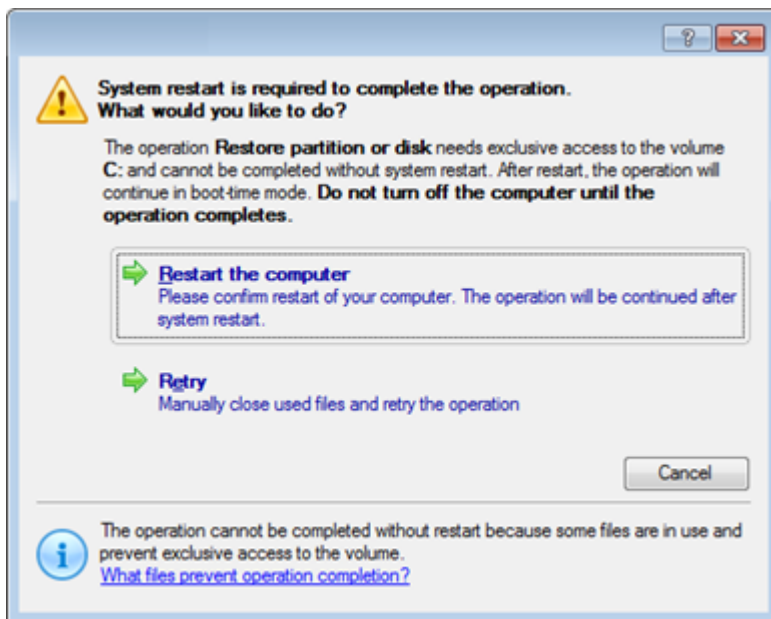 System restart is required to complete the operation.
What would you like to do?
The operation Restore partition or disk needs exclusive access to the volume
C: and cannot be completed without system restart. After restart, the operation will
continue in boot-time mode. Do not turn off the computer until the
operation completes.
Restart the computer
Please confirm restart of your computer. The operation will be continued after
system restart.
Retry
Manually close used files and retry the operation
Cancel
The operation cannot be completed without restart because some files are in use and
prevent exclusive access to the volume.
What files prevent operation completion?